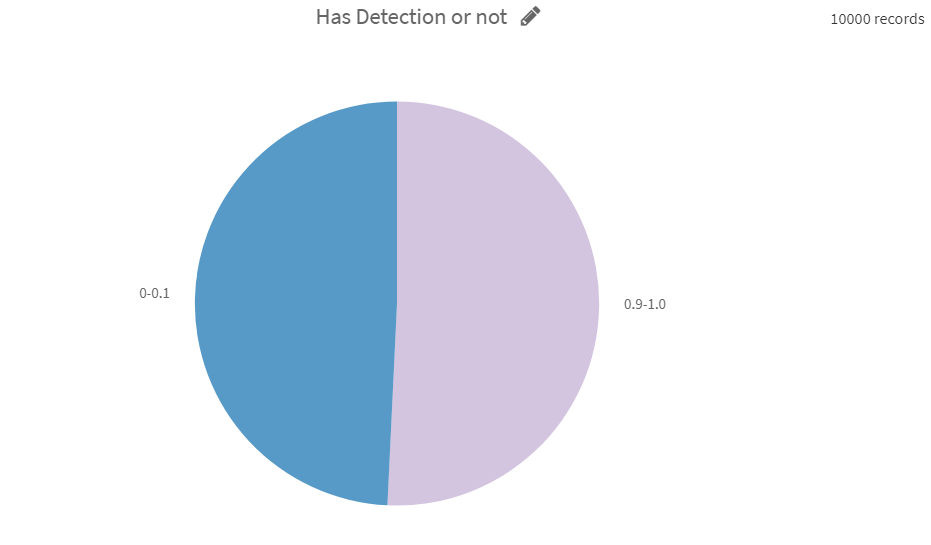 Has Detection or not
10000 records
0-0.1
0.9-1.0